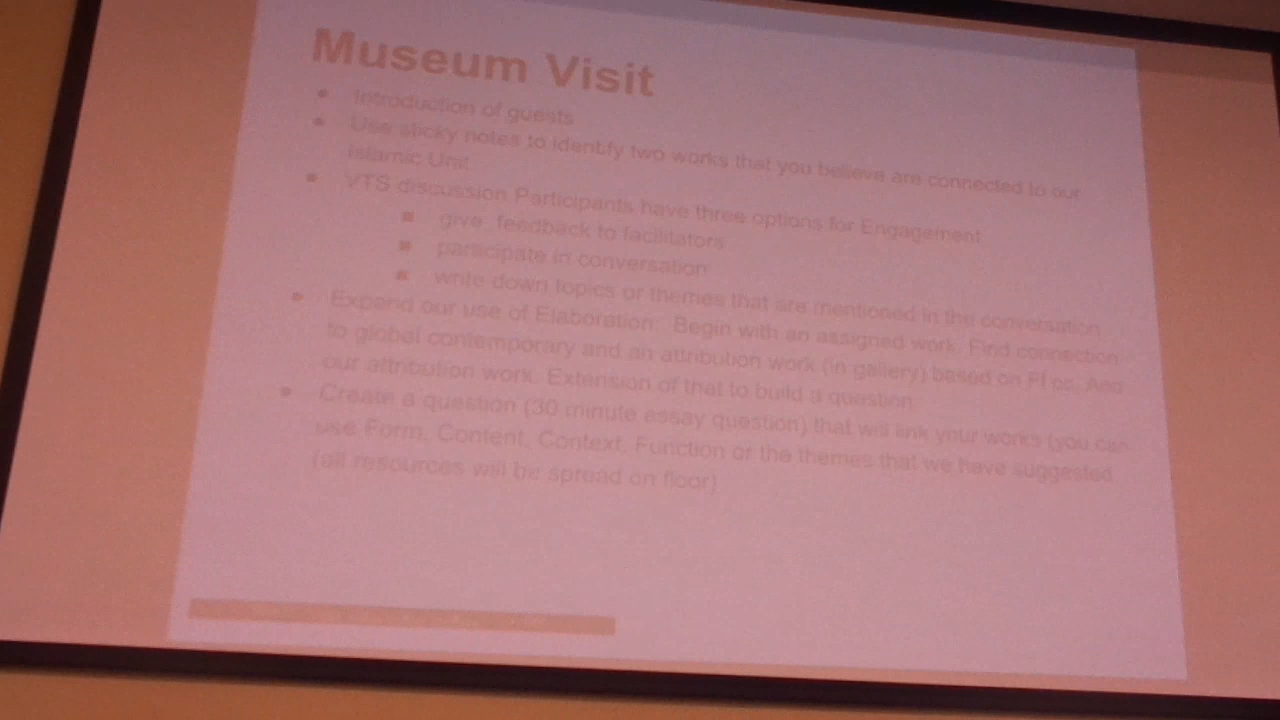 Museum Visit
• Introduction of guests
• Use sticky notes to identify two works that you believe are connected to our
Islamic Unit
• VTS discussion Participants have three options for Engagement
■ give feedback to facilitators
■ participate in conversation
■ write down topics or themes that are mentioned in the conversation
• Expand our use of Elaboration: Begin with an assigned work. Find connection
to global contemporary and an attribution work (in gallery) based on And
our attribution work. Extension of that to build a question
• Create a question (30 minute essay question) that will link your works (you can
use Form, Content, Context, Function or the themes that we have suggested
(all resources will be spread on floor)